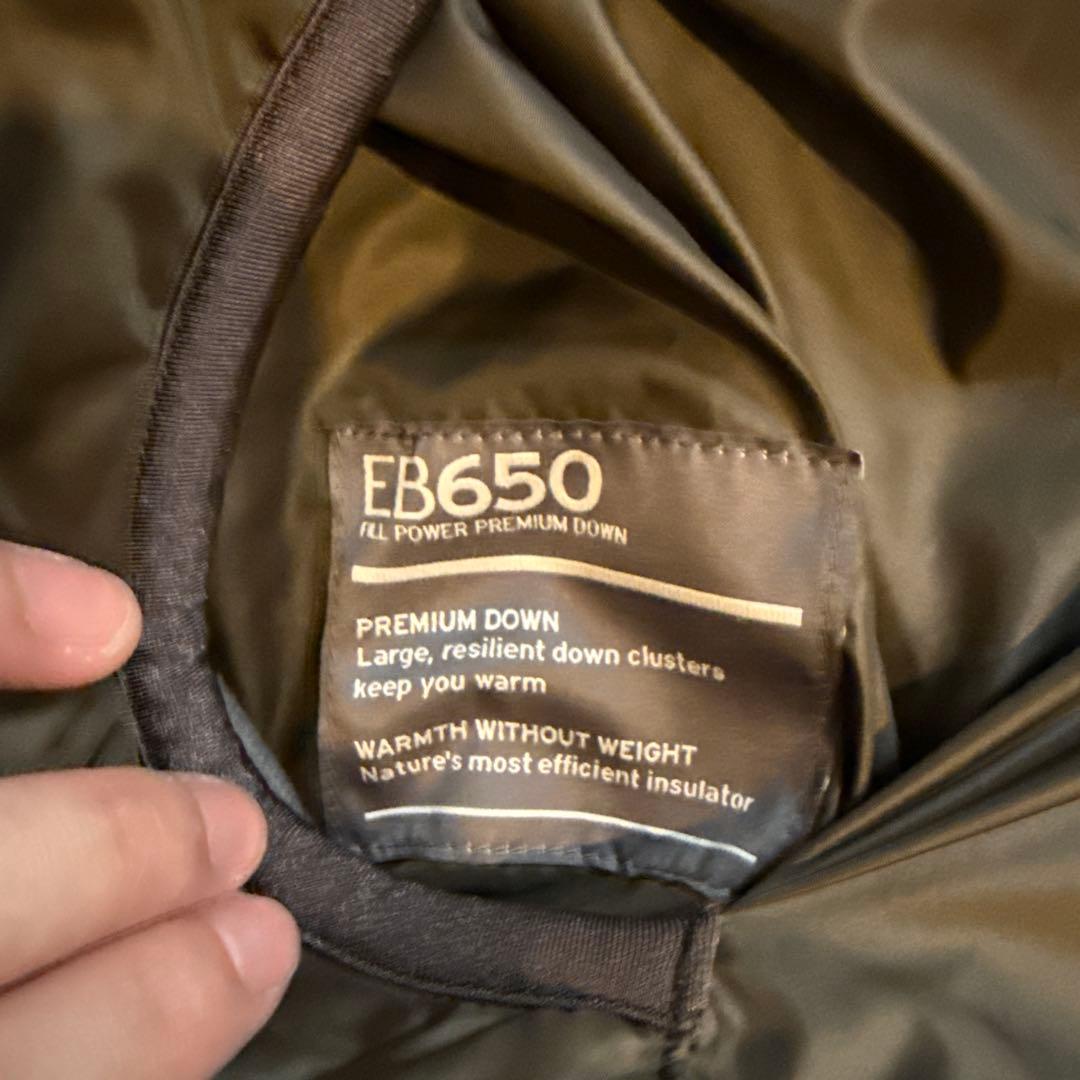 EB650
FILL POWER PREMIUM DOWN
PREMIUM DOWN
Large, resilient down clusters
keep you warm
WARMTH WITHOUT WEIGHT
Nature's most efficient insulator